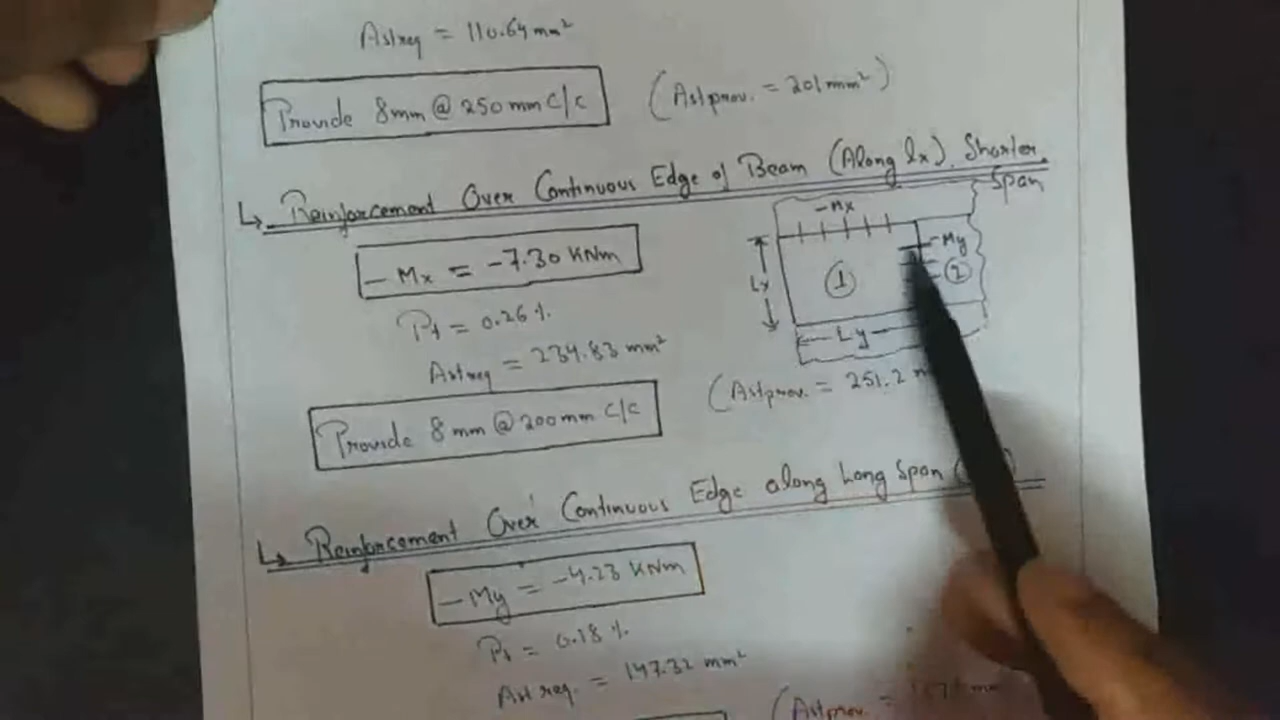 Ast req = 110.64 mm²
Provide 8mm @ 250 mm C/C (Ast prov. = 201 mm²)
↳ Reinforcement Over Continuous Edge of Beam (Along lx). Shorter Span
- Mx
- Mx = -7.30 KNm
- My
Lx
1
2
Pt = 0.26 %.
Ly
Ast req = 234.83 mm²
(Ast prov. = 251.2
Provide 8 mm @ 200 mm C/C
↳ Reinforcement Over Continuous Edge along Long Span
- My = -4.23 KNm
Pt = 0.18 %.
Ast req. = 147.32 mm²
(Ast prov. =